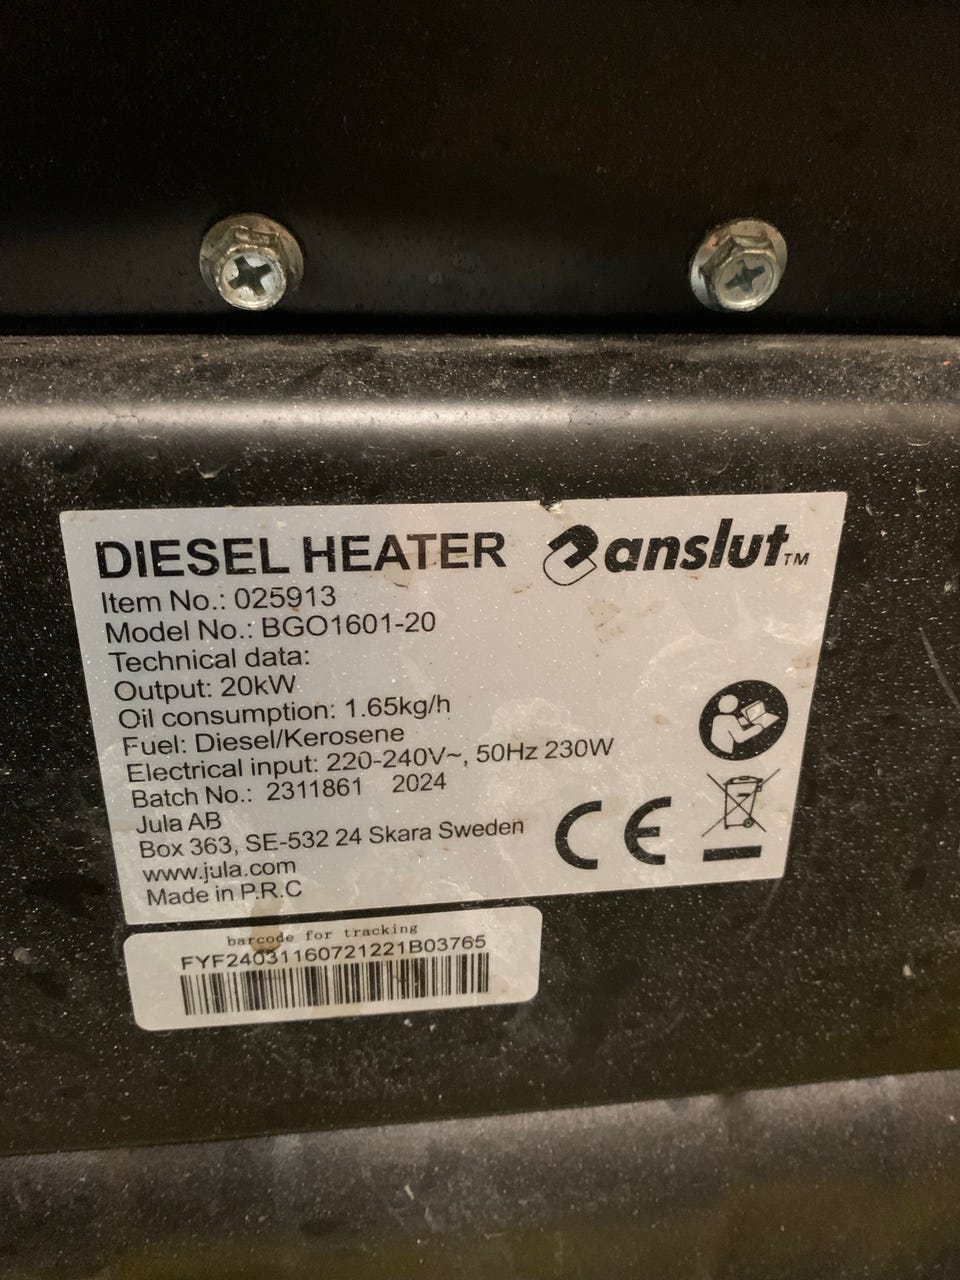 DIESEL HEATER
anslut™
Item No.: 025913
Model No.: BGO1601-20
Technical data:
Output: 20kW
Oil consumption: 1.65kg/h
Fuel: Diesel/Kerosene
Electrical input: 220-240V~, 50Hz 230W
Batch No.: 2311861 2024
Jula AB
Box 363, SE-532 24 Skara Sweden
www.jula.com
Made in P.R.C
CE
barcode for tracking
FYF24031160721221B03765